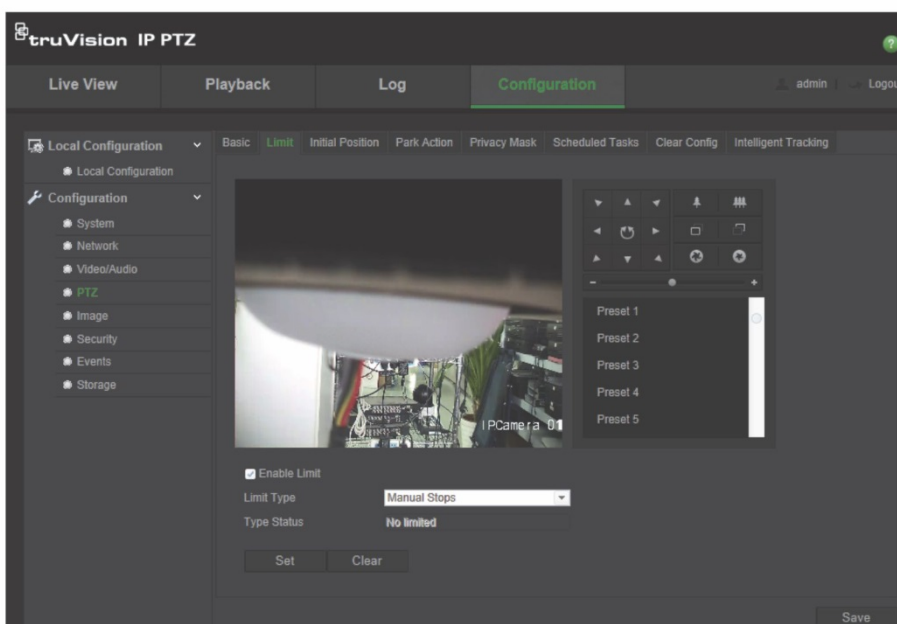 truVision IP PTZ
?
Live View Playback Log Configuration admin Logou
Local Configuration
Local Configuration
Configuration
System
Network
Video/Audio
PTZ
Image
Security
Events
Storage
Basic Limit Initial Position Park Action Privacy Mask Scheduled Tasks Clear Config Intelligent Tracking
IPCamera 01
Preset 1
Preset 2
Preset 3
Preset 4
Preset 5
Enable Limit
Limit Type Manual Stops
Type Status No limited
Set Clear
Save